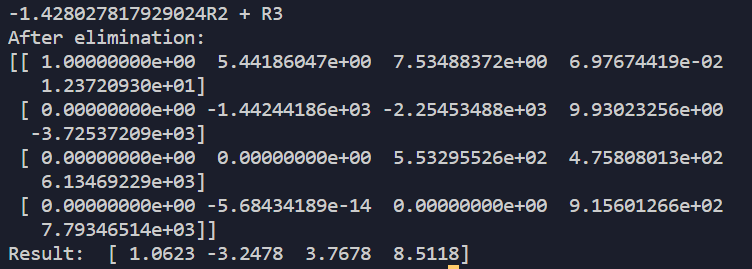 -1.428027817929024R2 + R3
After elimination:
[[ 1.00000000e+00  5.44186047e+00  7.53488372e+00  6.97674419e-02
   1.23720930e+01]
 [ 0.00000000e+00 -1.44244186e+03 -2.25453488e+03  9.93023256e+00
  -3.72537209e+03]
 [ 0.00000000e+00  0.00000000e+00  5.53295526e+02  4.75808013e+02
   6.13469229e+03]
 [ 0.00000000e+00 -5.68434189e-14  0.00000000e+00  9.15601266e+02
   7.79346514e+03]]
Result:  [ 1.0623 -3.2478  3.7678  8.5118]